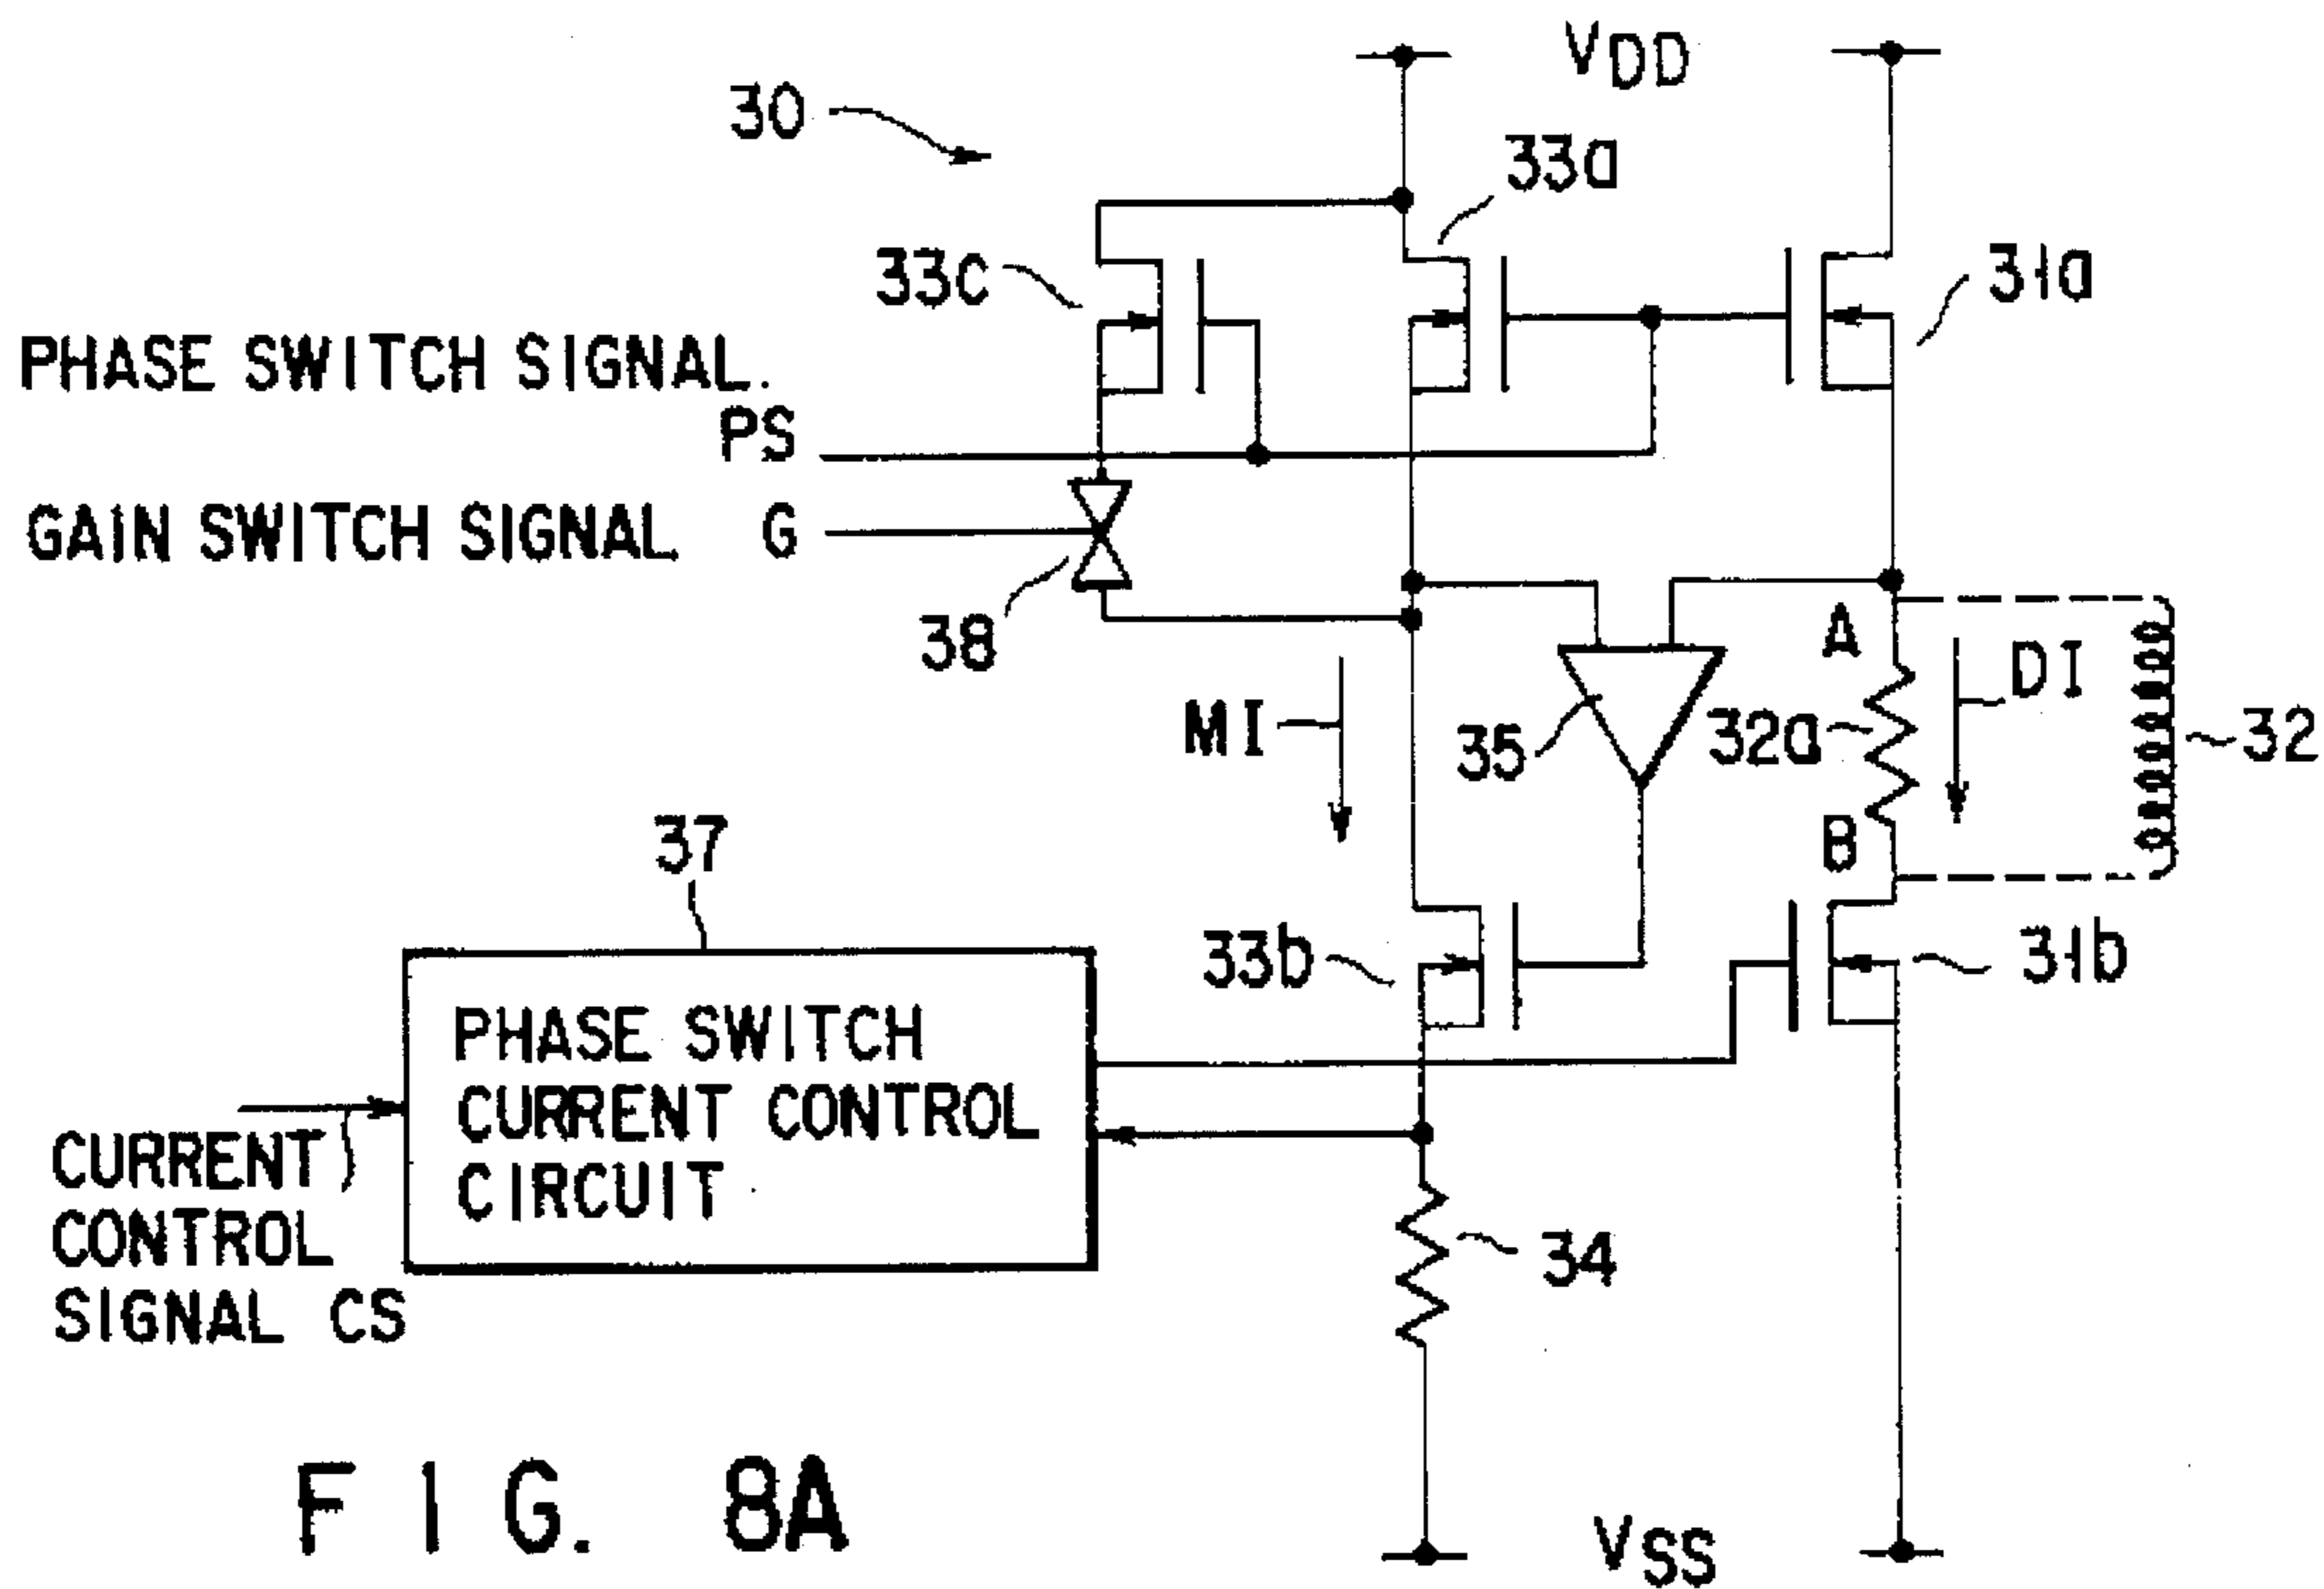 VDD
30
33a
33c
31a
PHASE SWITCH SIGNAL.
PS
GAIN SWITCH SIGNAL G
38
A
DI
MI
35
32a
32
B
37
33b
31b
PHASE SWITCH
CURRENT CONTROL
CIRCUIT
CURRENT
CONTROL
SIGNAL CS
34
FIG. 8A
VSS